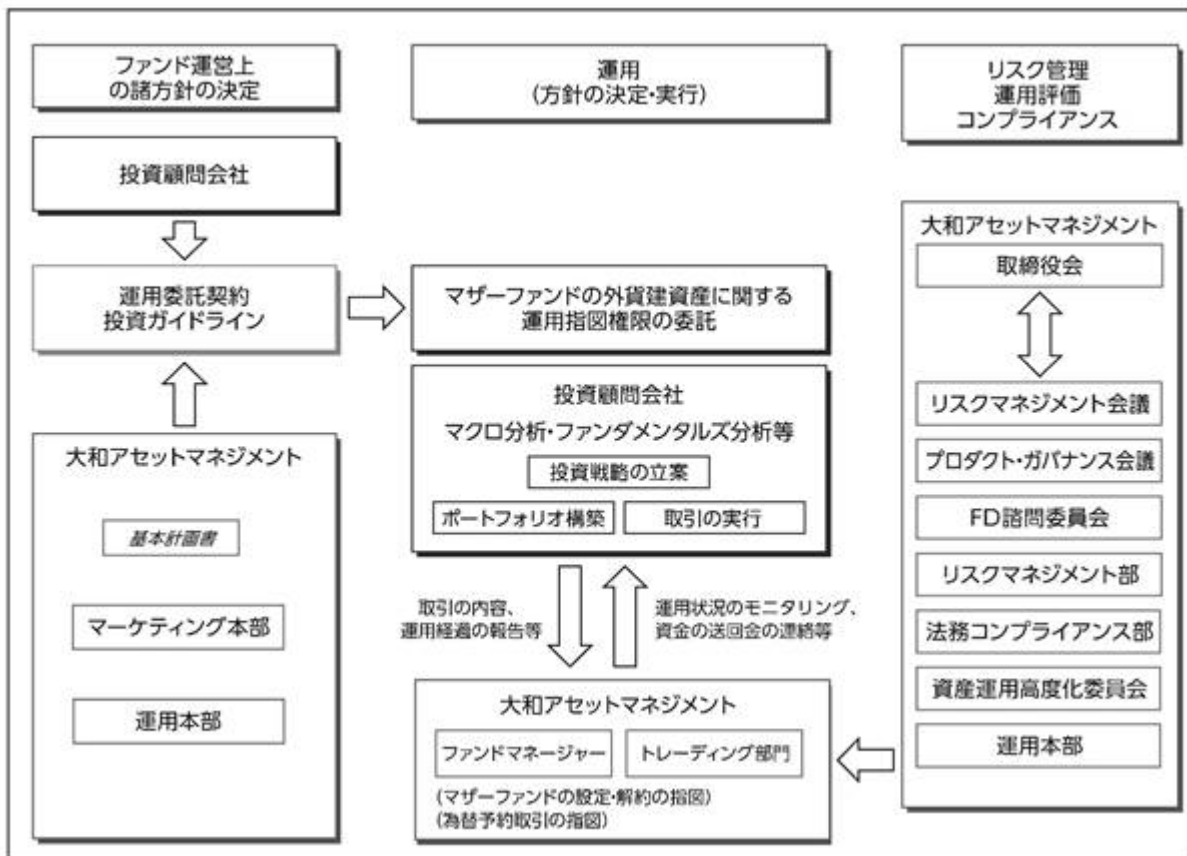 ファンド運営上
の諸方針の決定
投資顧問会社
運用委託契約
投資ガイドライン
大和アセットマネジメント
基本計画書
マーケティング本部
運用本部
運用
(方針の決定・実行)
マザーファンドの外貨建資産に関する
運用指図権限の委託
投資顧問会社
マクロ分析・ファンダメンタルズ分析等
投資戦略の立案
ポートフォリオ構築
取引の実行
取引の内容、
運用経過の報告等
運用状況のモニタリング、
資金の送回金の連絡等
大和アセットマネジメント
ファンドマネージャー
トレーディング部門
(マザーファンドの設定・解約の指図)
(為替予約取引の指図)
リスク管理
運用評価
コンプライアンス
大和アセットマネジメント
取締役会
リスクマネジメント会議
プロダクト・ガバナンス会議
FD諮問委員会
リスクマネジメント部
法務コンプライアンス部
資産運用高度化委員会
運用本部